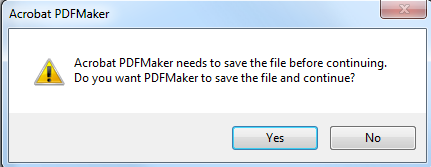 Acrobat PDFMaker
Acrobat PDFMaker needs to save the file before continuing.
Do you want PDFMaker to save the file and continue?
Yes
No